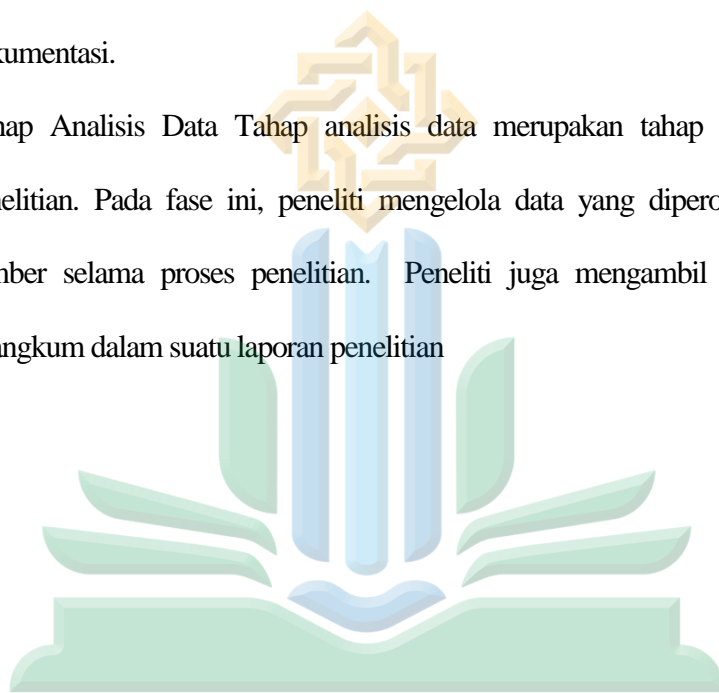 kumentasi.
hap Analisis Data Tahap analisis data merupakan tahap
nelitian. Pada fase ini, peneliti mengelola data yang dipero
mber selama proses penelitian. Peneliti juga mengambil
angkum dalam suatu laporan penelitian